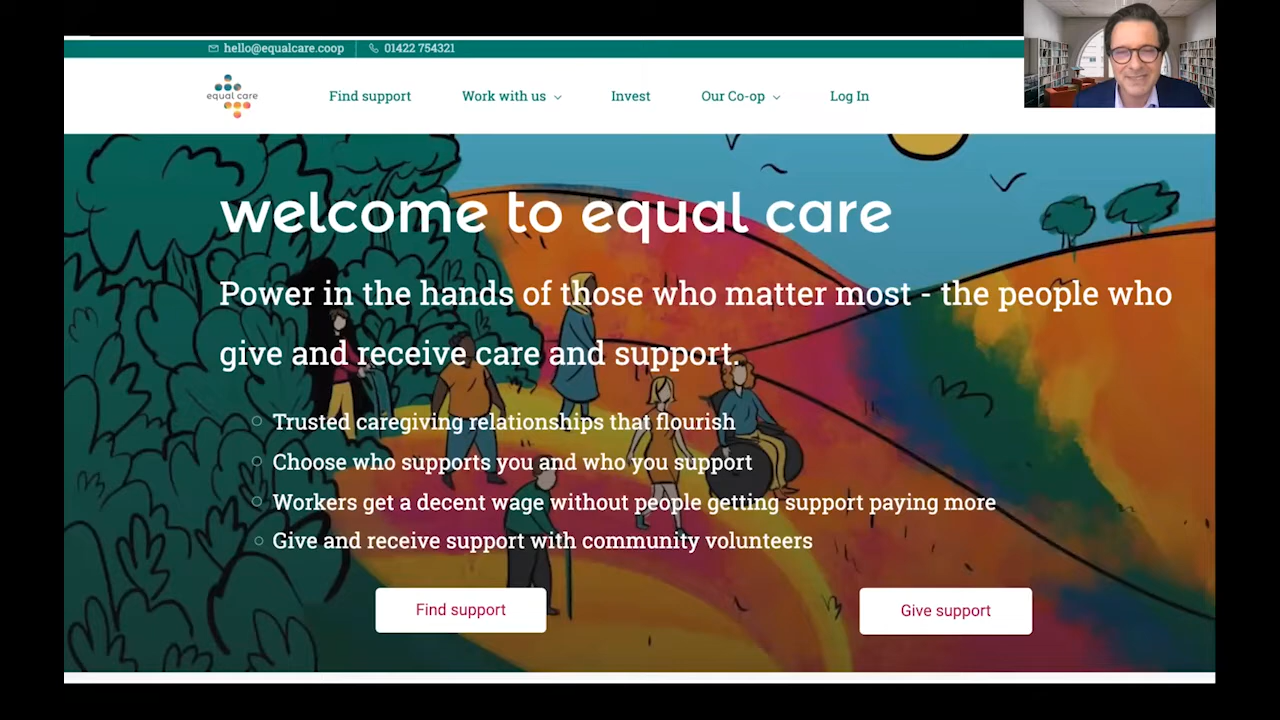 hello@equalcare.coop 01422 754321
equal care
Find support Work with us Invest Our Co-op Log In
welcome to equal care
Power in the hands of those who matter most - the people who
give and receive care and support.
Trusted caregiving relationships that flourish
Choose who supports you and who you support
Workers get a decent wage without people getting support paying more
Give and receive support with community volunteers
Find support Give support